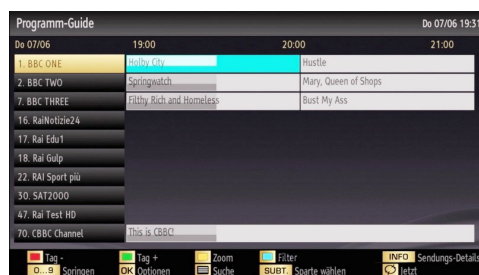 Programm-Guide Do 07/06 19:31
Do 07/06 19:00 20:00 21:00
1. BBC ONE Holby City Hustle
2. BBC TWO Springwatch Mary, Queen of Shops
7. BBC THREE Filthy Rich and Homeless Bust My Ass
16. RaiNotizie24
17. Rai Edu1
18. Rai Gulp
22. RAI Sport più
30. SAT2000
47. Rai Test HD
70. CBBC Channel This is CBBC!
Tag - Tag + Zoom Filter INFO Sendungs-Details
0...9 Springen OK Optionen Suche SUBT. Sparte wählen Jetzt